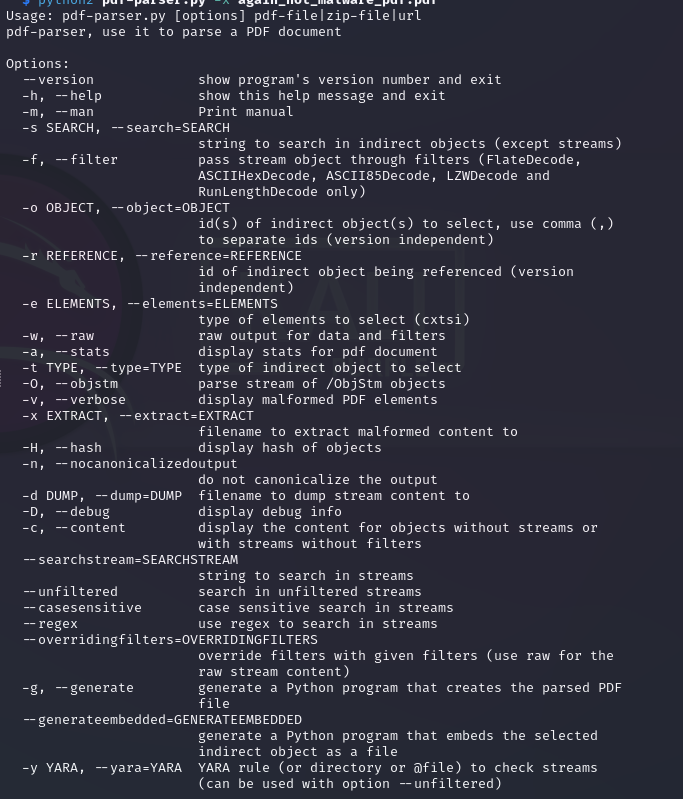 $ python2 pdf-parser.py -x again_not_malware_pdf.pdf
Usage: pdf-parser.py [options] pdf-file|zip-file|url
pdf-parser, use it to parse a PDF document
Options:
--version show program's version number and exit
-h, --help show this help message and exit
-m, --man Print manual
-s SEARCH, --search=SEARCH
string to search in indirect objects (except streams)
-f, --filter pass stream object through filters (FlateDecode,
ASCIIHexDecode, ASCII85Decode, LZWDecode and
RunLengthDecode only)
-o OBJECT, --object=OBJECT
id(s) of indirect object(s) to select, use comma (,)
to separate ids (version independent)
-r REFERENCE, --reference=REFERENCE
id of indirect object being referenced (version
independent)
-e ELEMENTS, --elements=ELEMENTS
type of elements to select (cxtsi)
-w, --raw raw output for data and filters
-a, --stats display stats for pdf document
-t TYPE, --type=TYPE type of indirect object to select
-O, --objstm parse stream of /ObjStm objects
-v, --verbose display malformed PDF elements
-x EXTRACT, --extract=EXTRACT
filename to extract malformed content to
-H, --hash display hash of objects
-n, --nocanonicalizedoutput
do not canonicalize the output
-d DUMP, --dump=DUMP filename to dump stream content to
-D, --debug display debug info
-c, --content display the content for objects without streams or
with streams without filters
--searchstream=SEARCHSTREAM
string to search in streams
--unfiltered search in unfiltered streams
--casesensitive case sensitive search in streams
--regex use regex to search in streams
--overridingfilters=OVERRIDINGFILTERS
override filters with given filters (use raw for the
raw stream content)
-g, --generate generate a Python program that creates the parsed PDF
file
--generateembedded=GENERATEEMBEDDED
generate a Python program that embeds the selected
indirect object as a file
-y YARA, --yara=YARA YARA rule (or directory or @file) to check streams
(can be used with option --unfiltered)